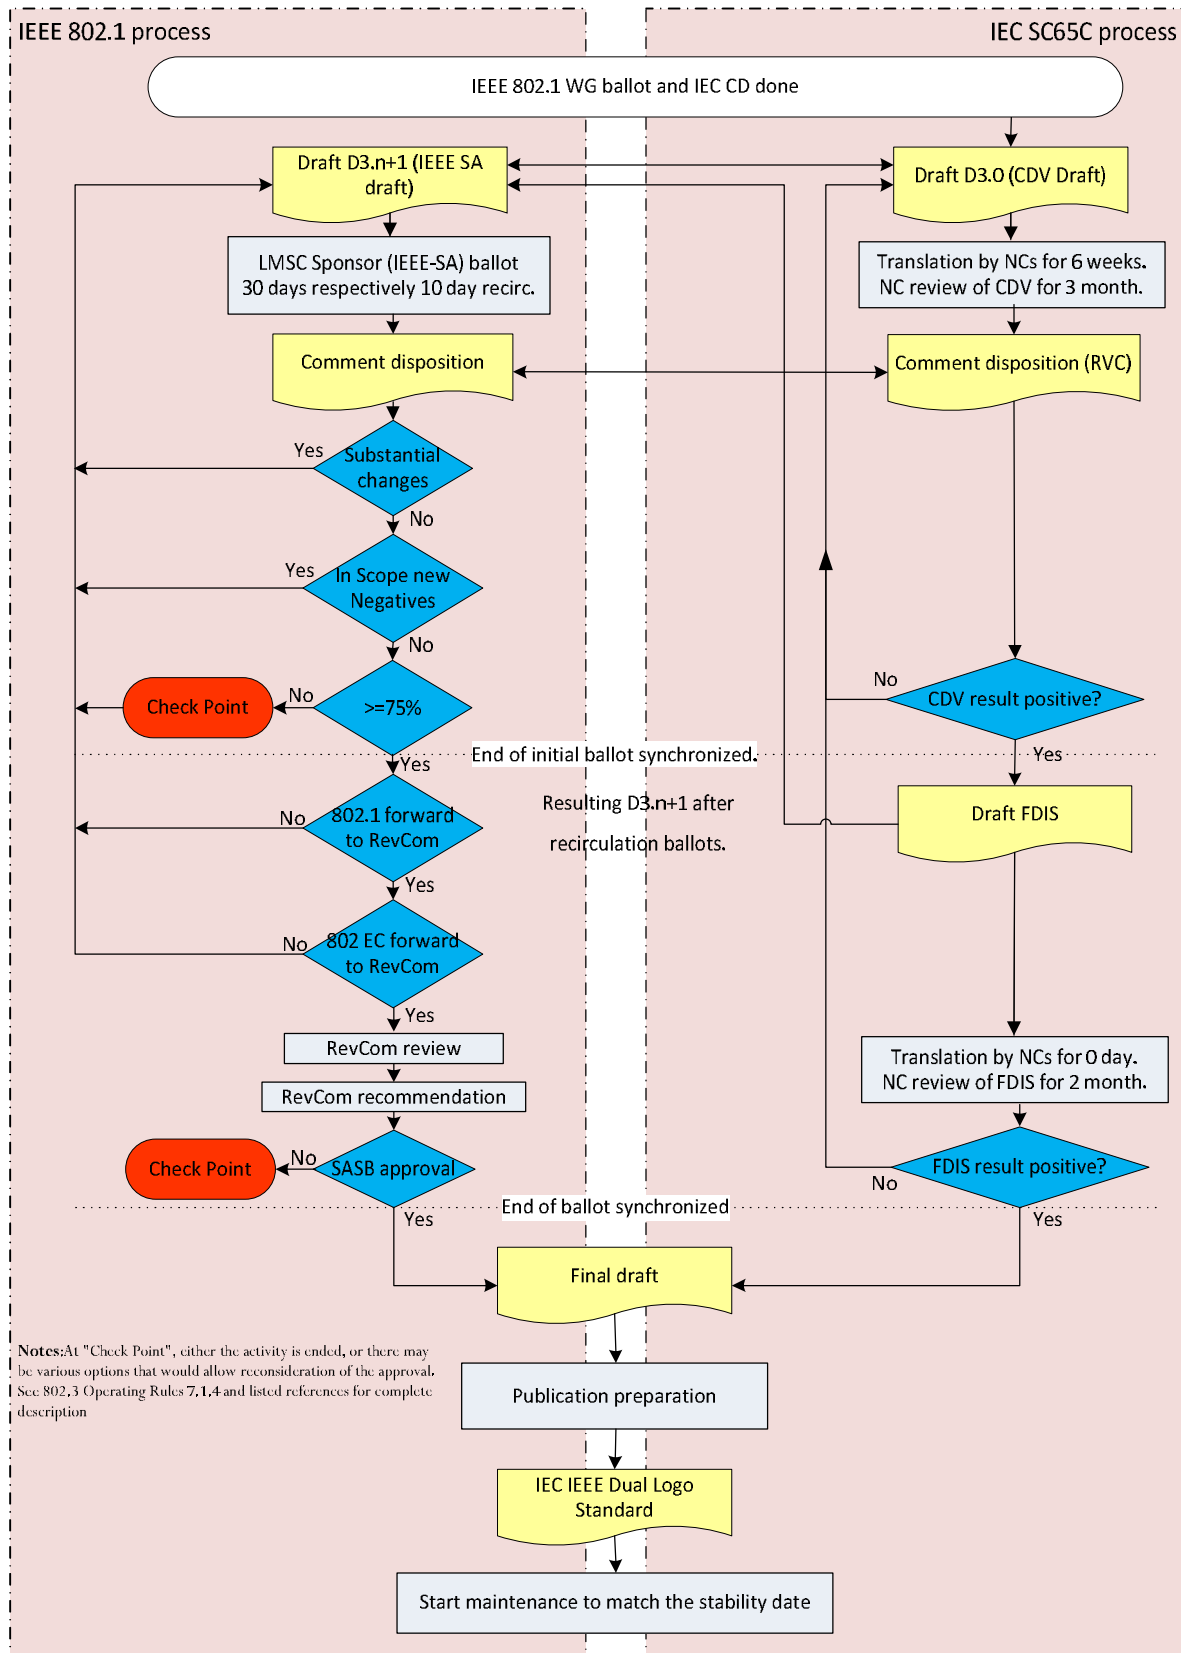 IEEE 802.1 process
IEC SC65C process
IEEE 802.1 WG ballot and IEC CD done
Draft D3.n+1 (IEEE SA
draft)
Draft D3.0 (CDV Draft)
LMSC Sponsor (IEEE-SA) ballot
30 days respectively 10 day recirc.
Translation by NCs for 6 weeks.
NC review of CDV for 3 month.
Comment disposition
Comment disposition (RVC)
Yes
Substantial
changes
No
Yes
In Scope new
Negatives
No
Check Point
No
>=75%
No
CDV result positive?
End of initial ballot synchronized.
Yes
Yes
Resulting D3.n+1 after
recirculation ballots.
No
802.1 forward
to RevCom
Draft FDIS
Yes
No
802 EC forward
to RevCom
Yes
RevCom review
RevCom recommendation
Translation by NCs for 0 day.
NC review of FDIS for 2 month.
Check Point
No
SASB approval
FDIS result positive?
No
End of ballot synchronized
Yes
Yes
Final draft
Notes:At "Check Point", either the activity is ended, or there may
be various options that would allow reconsideration of the approval.
See 802.3 Operating Rules 7.1.4 and listed references for complete
description
Publication preparation
IEC IEEE Dual Logo
Standard
Start maintenance to match the stability date